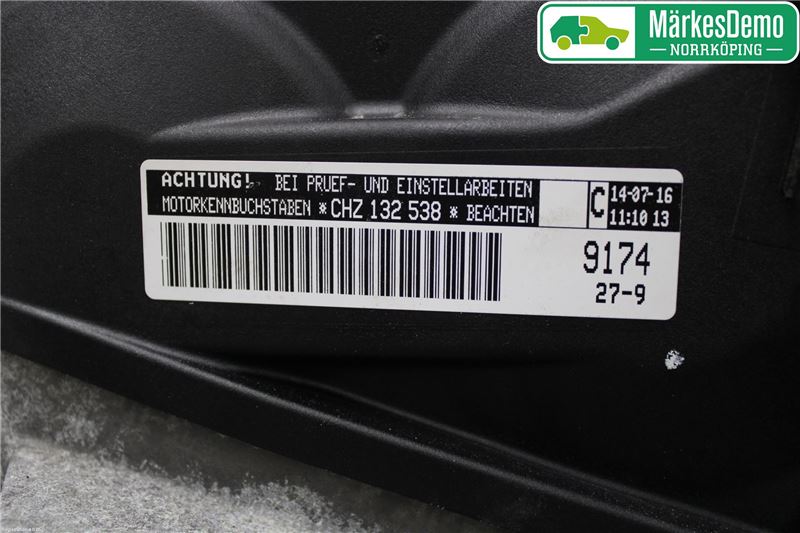 MärkesDemo
NORRKÖPING
ACHTUNG! BEI PRUEF- UND EINSTELLARBEITEN
MOTORKENNBUCHSTABEN *CHZ 132 538* BEACHTEN
C
14-07-16
11:10 13
9174
27-9